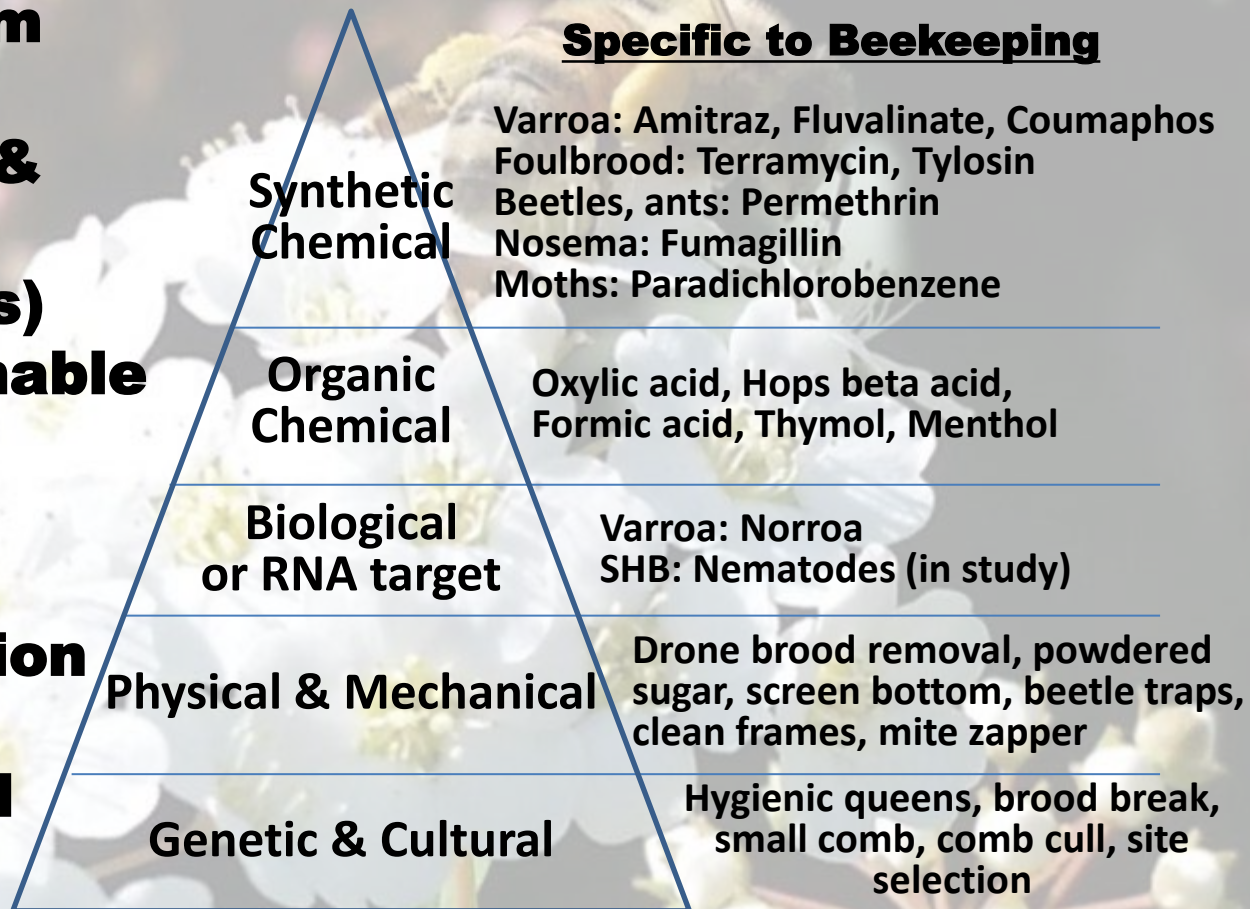 m
&
s)
nable
ion
l
Specific to Beekeeping
Synthetic
Chemical
Varroa: Amitraz, Fluvalinate, Coumaphos
Foulbrood: Terramycin, Tylosin
Beetles, ants: Permethrin
Nosema: Fumagillin
Moths: Paradichlorobenzene
Organic
Chemical
Oxylic acid, Hops beta acid,
Formic acid, Thymol, Menthol
Biological
or RNA target
Varroa: Norroa
SHB: Nematodes (in study)
Physical & Mechanical
Drone brood removal, powdered
sugar, screen bottom, beetle traps,
clean frames, mite zapper
Genetic & Cultural
Hygienic queens, brood break,
small comb, comb cull, site
selection